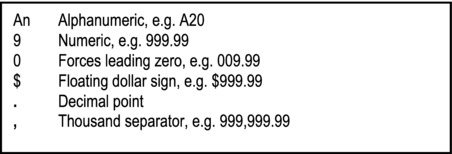 An Alphanumeric, e.g. A20
9 Numeric, e.g. 999.99
0 Forces leading zero, e.g. 009.99
$ Floating dollar sign, e.g. $999.99
. Decimal point
, Thousand separator, e.g. 999,999.99